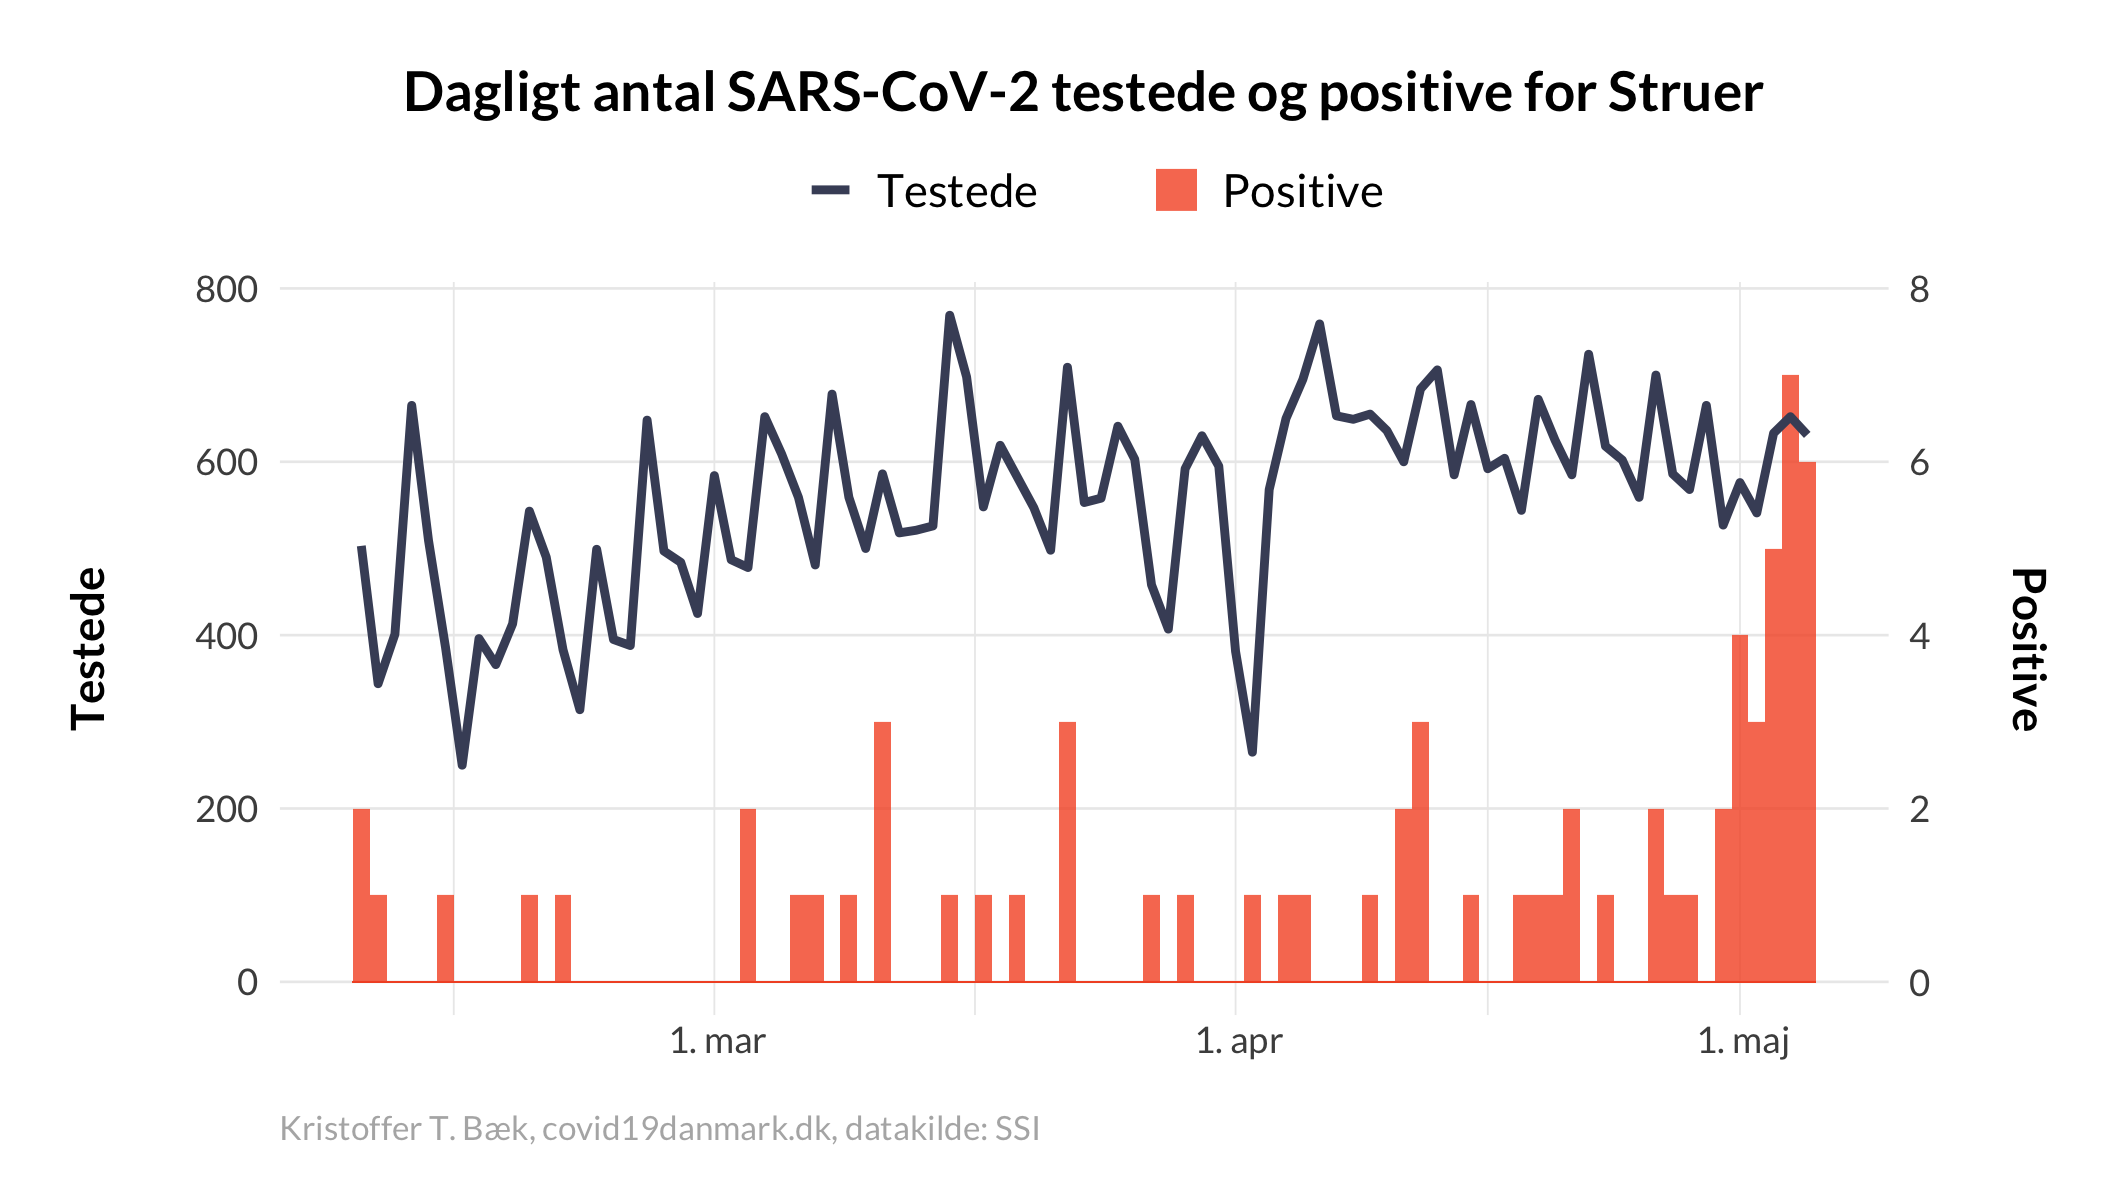 Dagligt antal SARS-CoV-2 testede og positive for Struer
Testede
Positive
800
600
400
200
0
Testede
8
6
4
2
0
Positive
1. mar
1. apr
1. maj
Kristoffer T. Bæk, covid19danmark.dk, datakilde: SSI